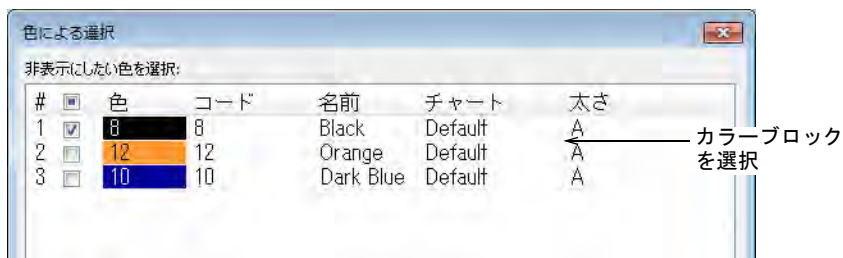 色による選択
非表示にしたい色を選択:
# 色 コード 名前 チャート 太さ
1 8 8 Black Default A
2 12 12 Orange Default A
3 10 10 Dark Blue Default A
カラーブロック
を選択